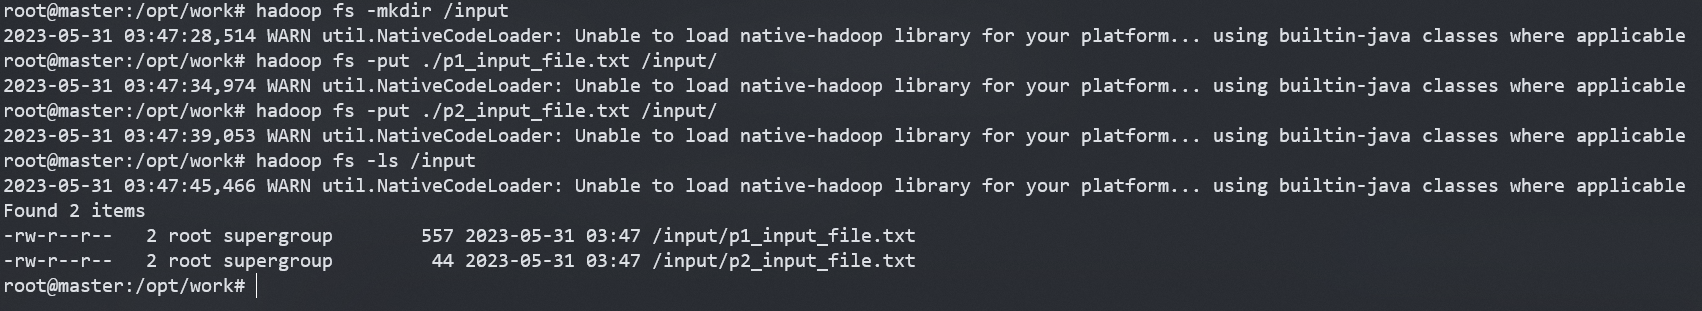 root@master:/opt/work# hadoop fs -mkdir /input
2023-05-31 03:47:28,514 WARN util.NativeCodeLoader: Unable to load native-hadoop library for your platform... using builtin-java classes where applicable
root@master:/opt/work# hadoop fs -put ./p1_input_file.txt /input/
2023-05-31 03:47:34,974 WARN util.NativeCodeLoader: Unable to load native-hadoop library for your platform... using builtin-java classes where applicable
root@master:/opt/work# hadoop fs -put ./p2_input_file.txt /input/
2023-05-31 03:47:39,053 WARN util.NativeCodeLoader: Unable to load native-hadoop library for your platform... using builtin-java classes where applicable
root@master:/opt/work# hadoop fs -ls /input
2023-05-31 03:47:45,466 WARN util.NativeCodeLoader: Unable to load native-hadoop library for your platform... using builtin-java classes where applicable
Found 2 items
-rw-r--r--   2 root supergroup        557 2023-05-31 03:47 /input/p1_input_file.txt
-rw-r--r--   2 root supergroup         44 2023-05-31 03:47 /input/p2_input_file.txt
root@master:/opt/work#